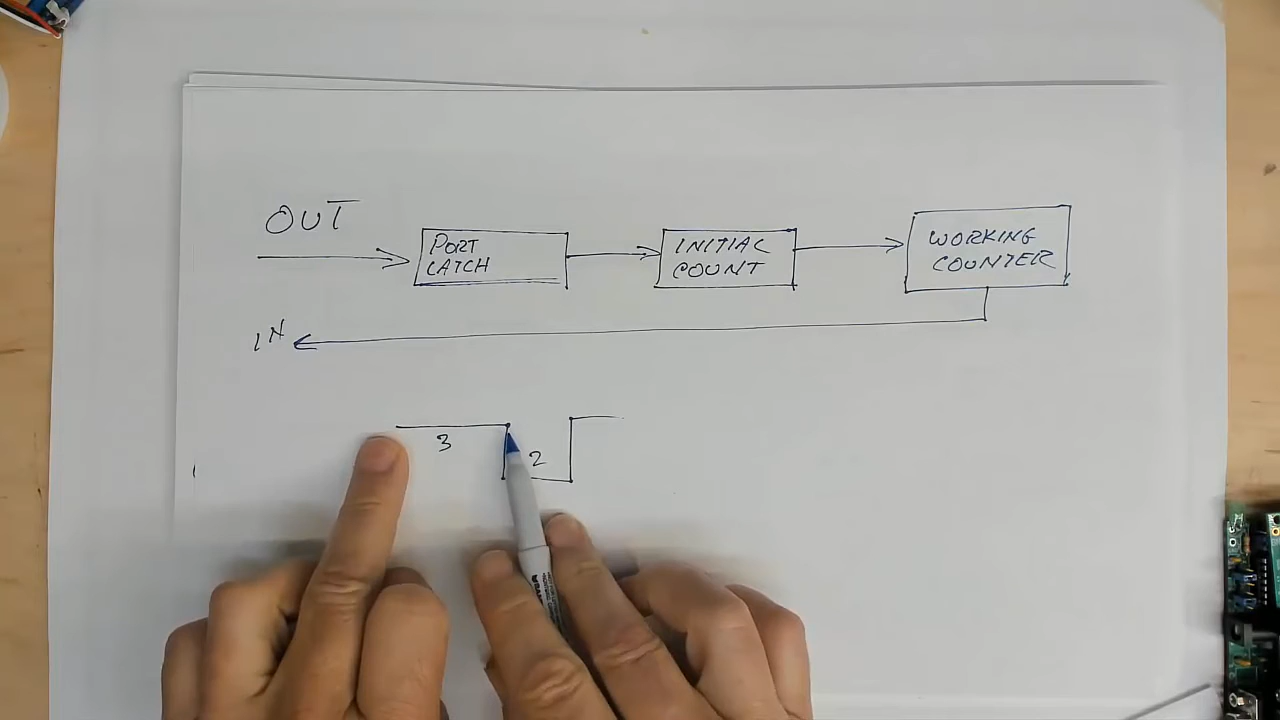 OUT
PORT
LATCH
INITIAL
COUNT
WORKING
COUNTER
IN
3
2